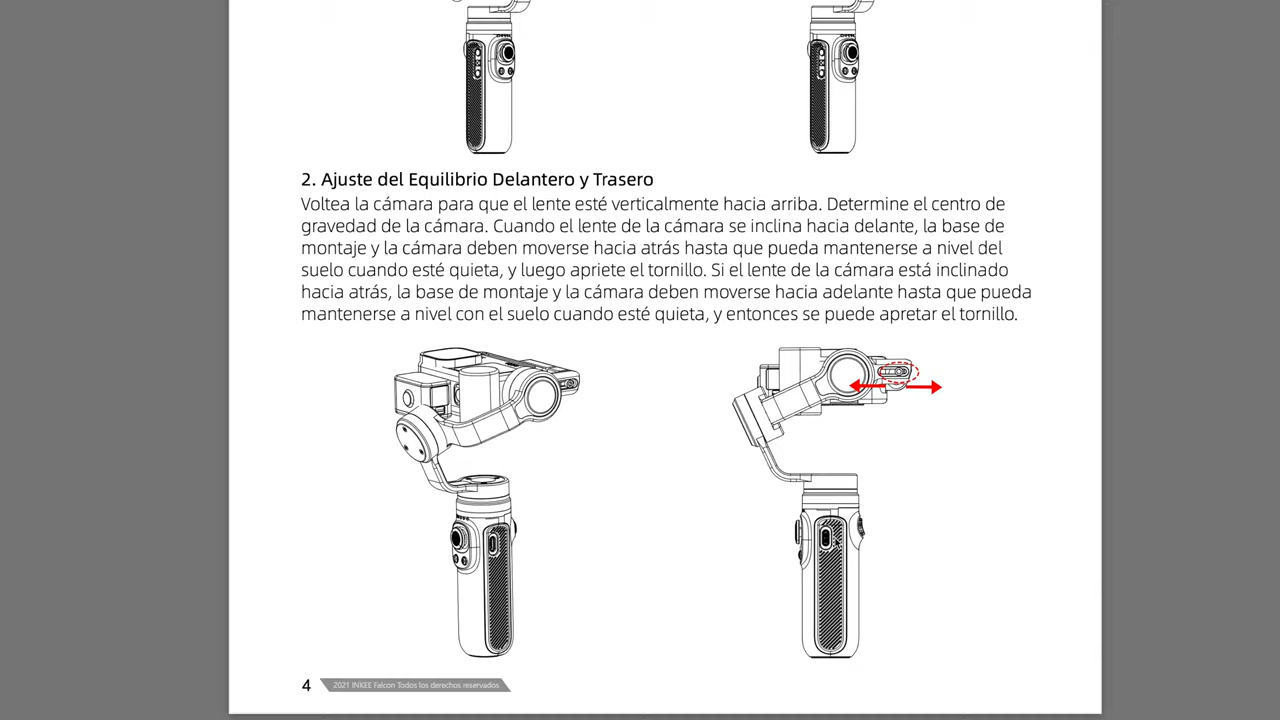 2. Ajuste del Equilibrio Delantero y Trasero
Voltea la cámara para que el lente esté verticalmente hacia arriba. Determine el centro de
gravedad de la cámara. Cuando el lente de la cámara se inclina hacia delante, la base de
montaje y la cámara deben moverse hacia atrás hasta que pueda mantenerse a nivel del
suelo cuando esté quieta, y luego apriete el tornillo. Si el lente de la cámara está inclinado
hacia atrás, la base de montaje y la cámara deben moverse hacia adelante hasta que pueda
mantenerse a nivel con el suelo cuando esté quieta, y entonces se puede apretar el tornillo.
4
2021 INKEE Falcon Todos los derechos reservados